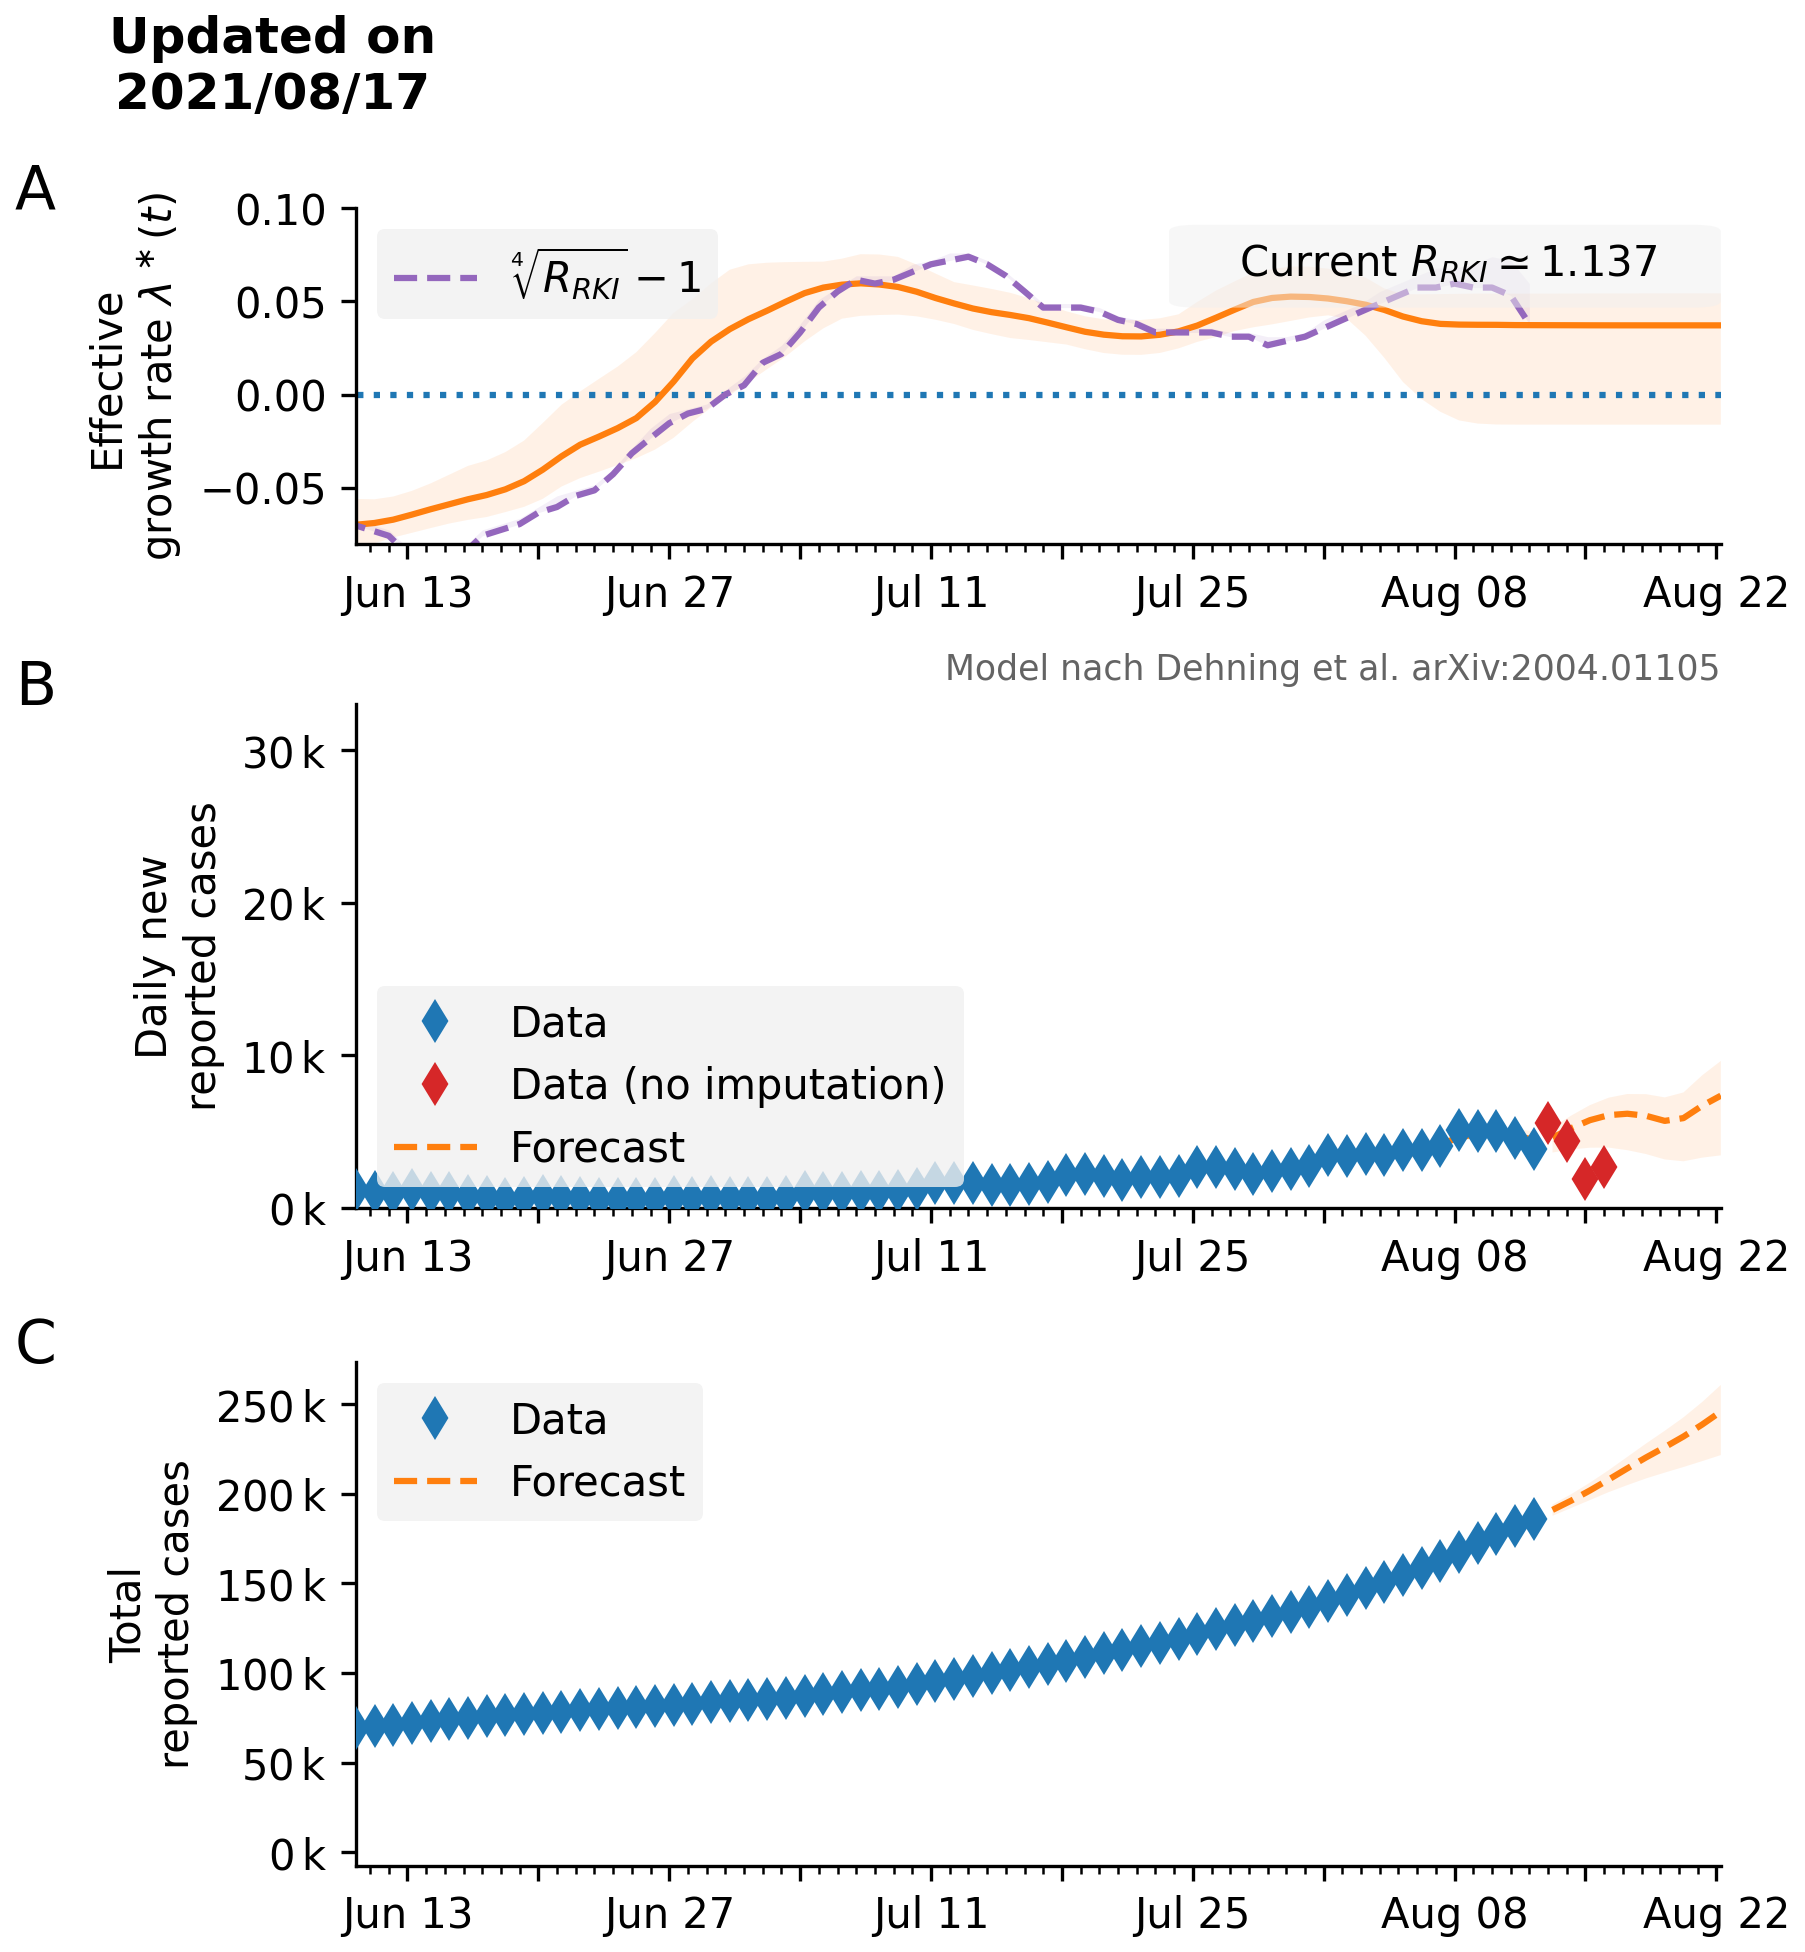 Updated on
2021/08/17
A
Effective
growth rate λ * (t)
0.10
0.05
0.00
−0.05
∜R_RKI − 1
Current R_RKI ≃ 1.137
Jun 13 Jun 27 Jul 11 Jul 25 Aug 08 Aug 22
Model nach Dehning et al. arXiv:2004.01105
B
Daily new
reported cases
30 k
20 k
10 k
0 k
Data
Data (no imputation)
Forecast
Jun 13 Jun 27 Jul 11 Jul 25 Aug 08 Aug 22
C
Total
reported cases
250 k
200 k
150 k
100 k
50 k
0 k
Data
Forecast
Jun 13 Jun 27 Jul 11 Jul 25 Aug 08 Aug 22